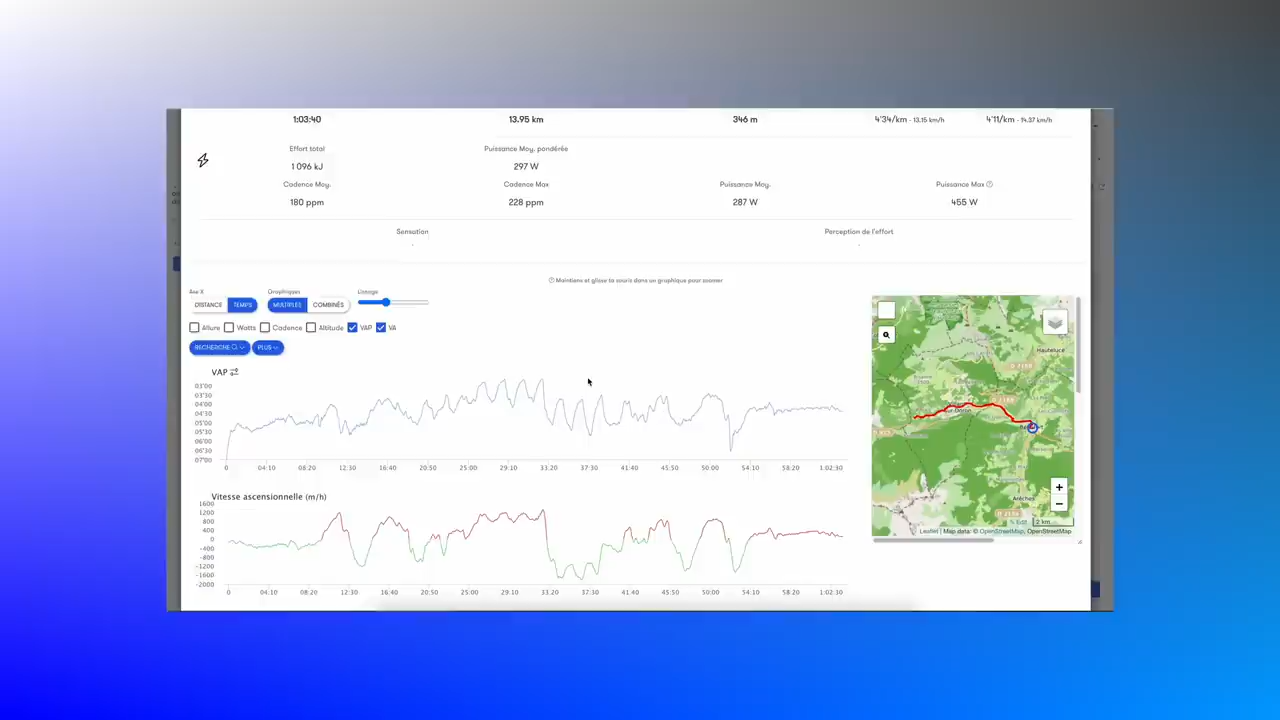 1:03:40 13.95 km 346 m 4'34/km - 13.15 km/h 4'11/km - 14.37 km/h
Effort total Puissance Moy. pondérée
1 096 kJ 297 W
Cadence Moy. Cadence Max Puissance Moy. Puissance Max
180 ppm 228 ppm 287 W 455 W
Sensation Perception de l'effort
- -
Maintiens et glisse ta souris dans un graphique pour zoomer
Axe X Graphiques Lissage
DISTANCE TEMPS MULTIPLES COMBINÉS
Allure Watts Cadence Altitude VAP VA
RECHERCHE PLUS
VAP
03'00
03'30
04'00
04'30
05'00
05'30
06'00
06'30
07'00
0 04:10 08:20 12:30 16:40 20:50 25:00 29:10 33:20 37:30 41:40 45:50 50:00 54:10 58:20 1:02:30
Vitesse ascensionnelle (m/h)
1600
1200
800
400
0
-400
-800
-1200
-1600
-2000
0 04:10 08:20 12:30 16:40 20:50 25:00 29:10 33:20 37:30 41:40 45:50 50:00 54:10 58:20 1:02:30
Hauteluce
D 218B
Arêches
+
−
2 km
Leaflet | Map data: © OpenStreetMap, OpenStreetMap